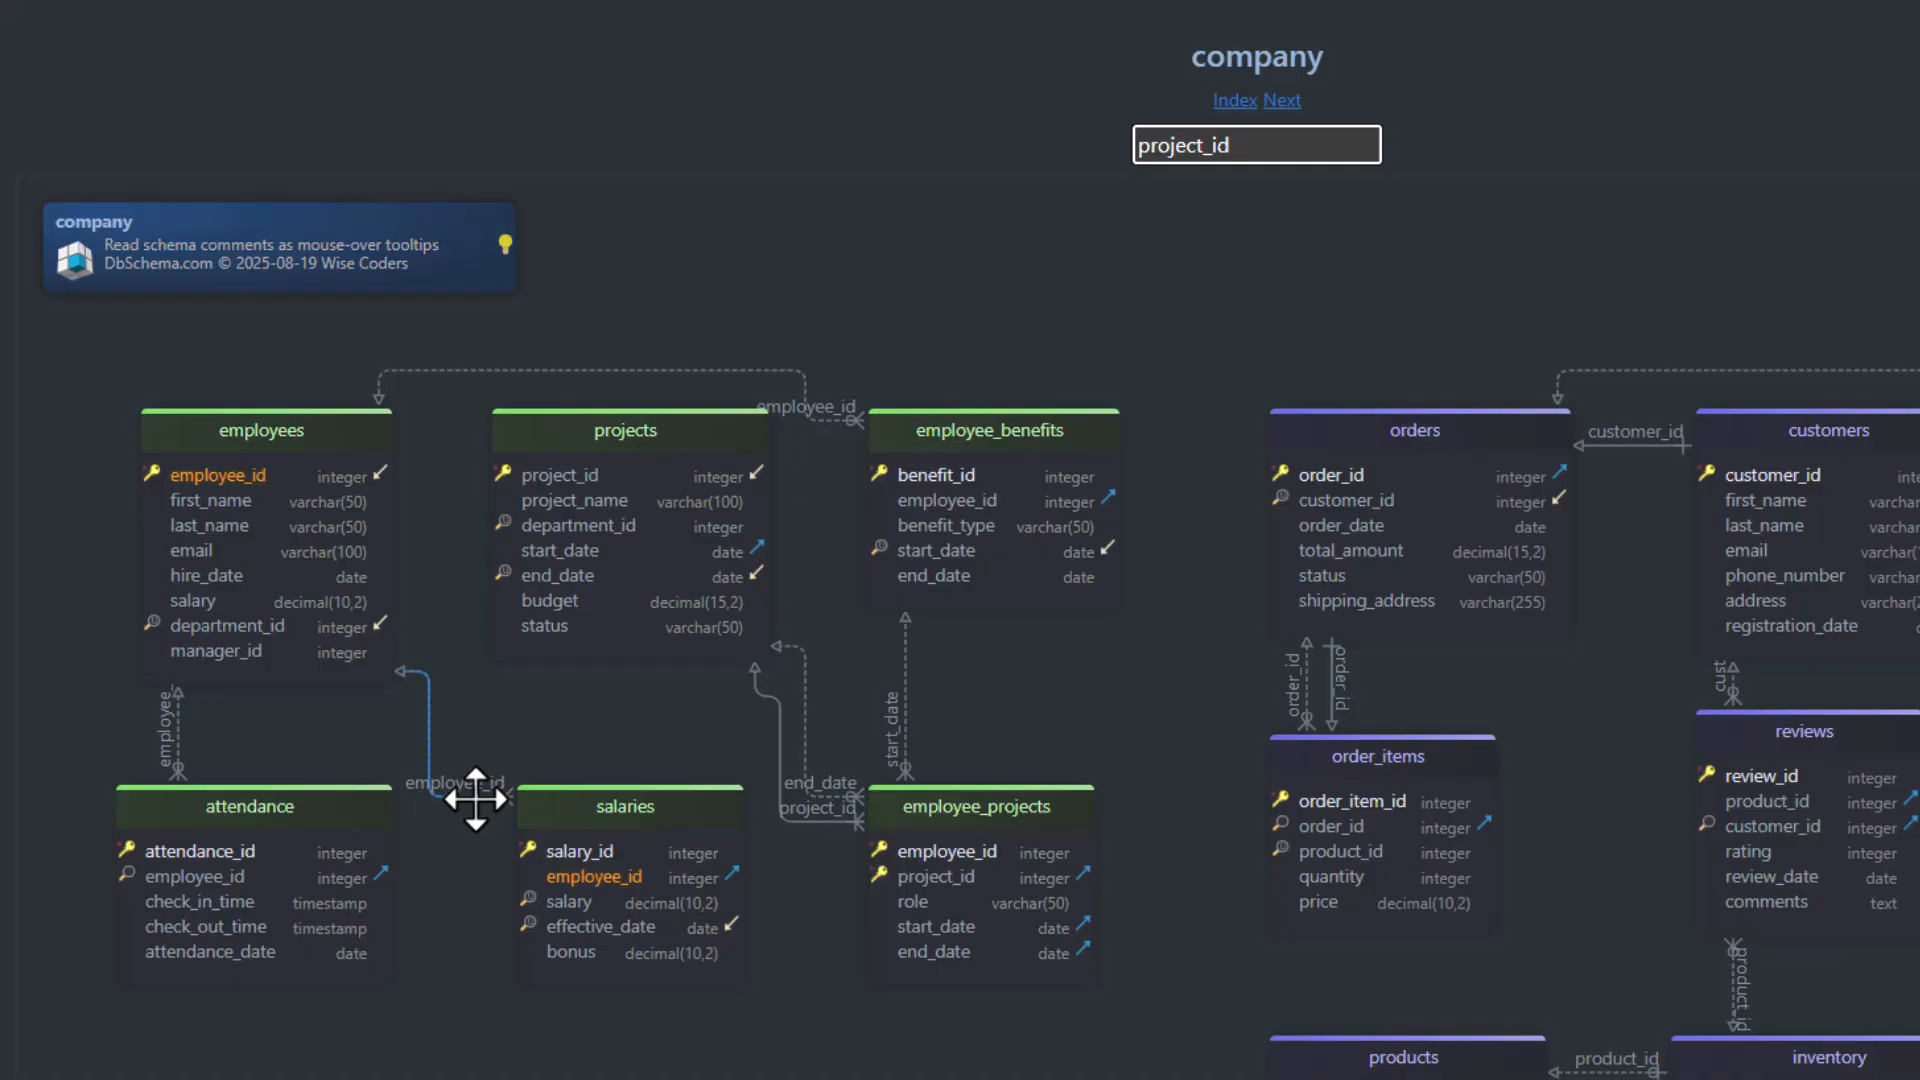 company
Index Next
project_id
company
Read schema comments as mouse-over tooltips
DbSchema.com © 2025-08-19 Wise Coders
employee_id
employees
employee_id integer
first_name varchar(50)
last_name varchar(50)
email varchar(100)
hire_date date
salary decimal(10,2)
department_id integer
manager_id integer
projects
project_id integer
project_name varchar(100)
department_id integer
start_date date
end_date date
budget decimal(15,2)
status varchar(50)
employee_benefits
benefit_id integer
employee_id integer
benefit_type varchar(50)
start_date date
end_date date
orders
order_id integer
customer_id integer
order_date date
total_amount decimal(15,2)
status varchar(50)
shipping_address varchar(255)
customer_id
customers
customer_id inte
first_name varchar
last_name varchar
email varchar(
phone_number varchar
address varchar(
registration_date
employee_
employee_id
start_date
end_date
project_id
order_id
order_id
cust
attendance
attendance_id integer
employee_id integer
check_in_time timestamp
check_out_time timestamp
attendance_date date
salaries
salary_id integer
employee_id integer
salary decimal(10,2)
effective_date date
bonus decimal(10,2)
employee_projects
employee_id integer
project_id integer
role varchar(50)
start_date date
end_date date
order_items
order_item_id integer
order_id integer
product_id integer
quantity integer
price decimal(10,2)
reviews
review_id integer
product_id integer
customer_id integer
rating integer
review_date date
comments text
product_id
products
product_id
inventory